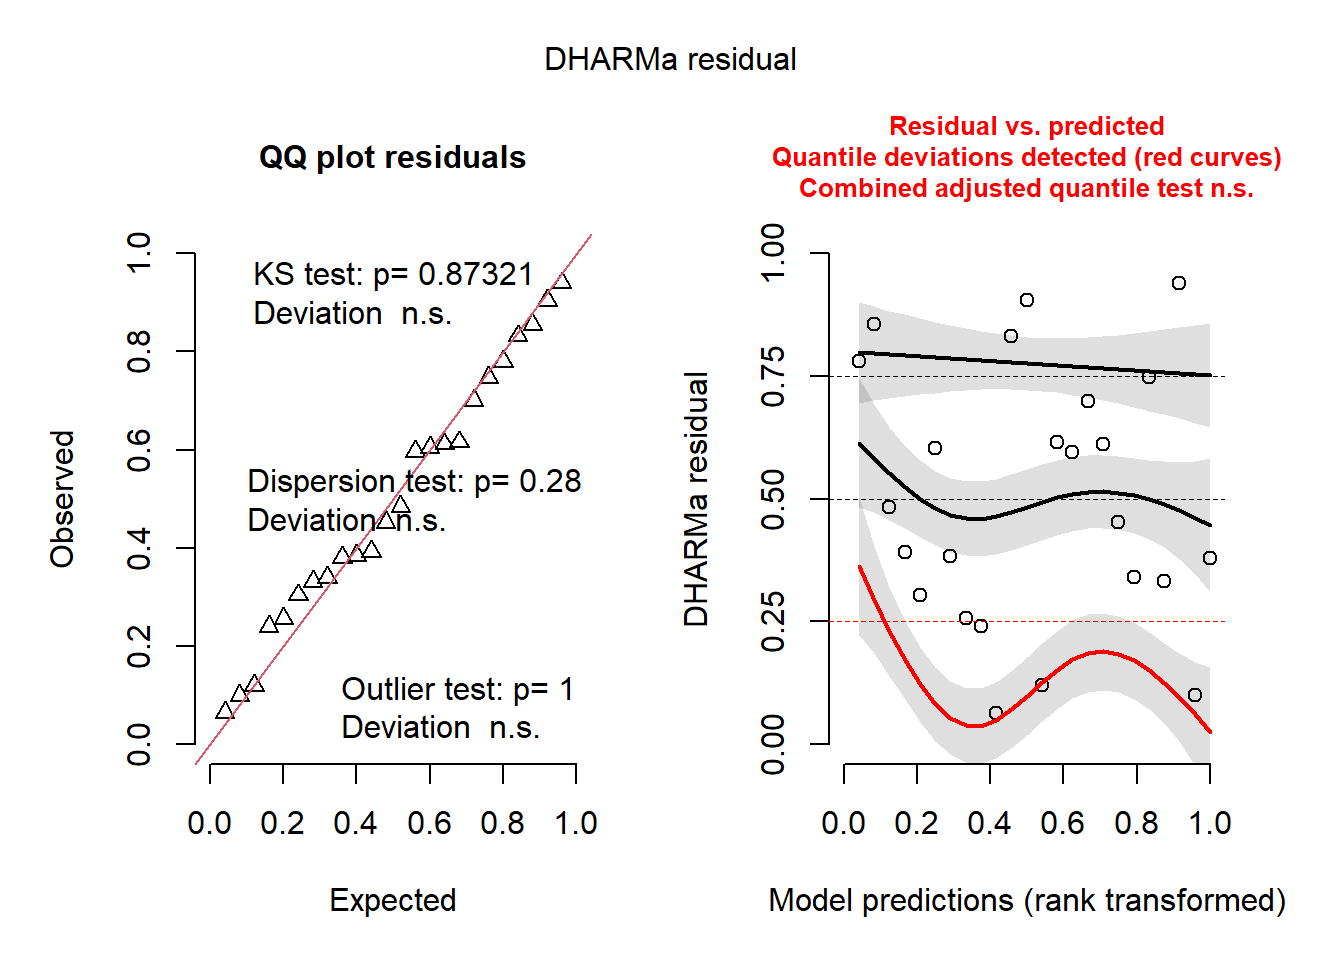 DHARMa residual
QQ plot residuals
KS test: p= 0.87321
Deviation  n.s.
Dispersion test: p= 0.28
Deviation n.s.
Outlier test: p= 1
Deviation  n.s.
Observed
0.0 0.2 0.4 0.6 0.8 1.0
0.0 0.2 0.4 0.6 0.8 1.0
Expected
Residual vs. predicted
Quantile deviations detected (red curves)
Combined adjusted quantile test n.s.
DHARMa residual
0.00 0.25 0.50 0.75 1.00
0.0 0.2 0.4 0.6 0.8 1.0
Model predictions (rank transformed)